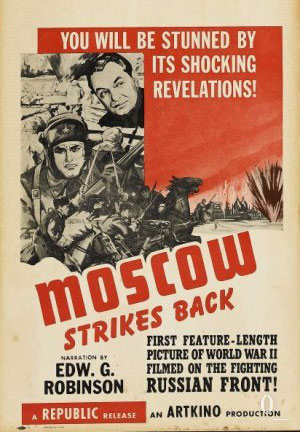 YOU WILL BE STUNNED BY
ITS SHOCKING
REVELATIONS!
MOSCOW
STRIKES BACK
NARRATION BY
EDW. G.
ROBINSON
FIRST FEATURE-LENGTH
PICTURE OF WORLD WAR II
FILMED ON THE FIGHTING
RUSSIAN FRONT!
A REPUBLIC RELEASE
AN ARTKINO PRODUCTION